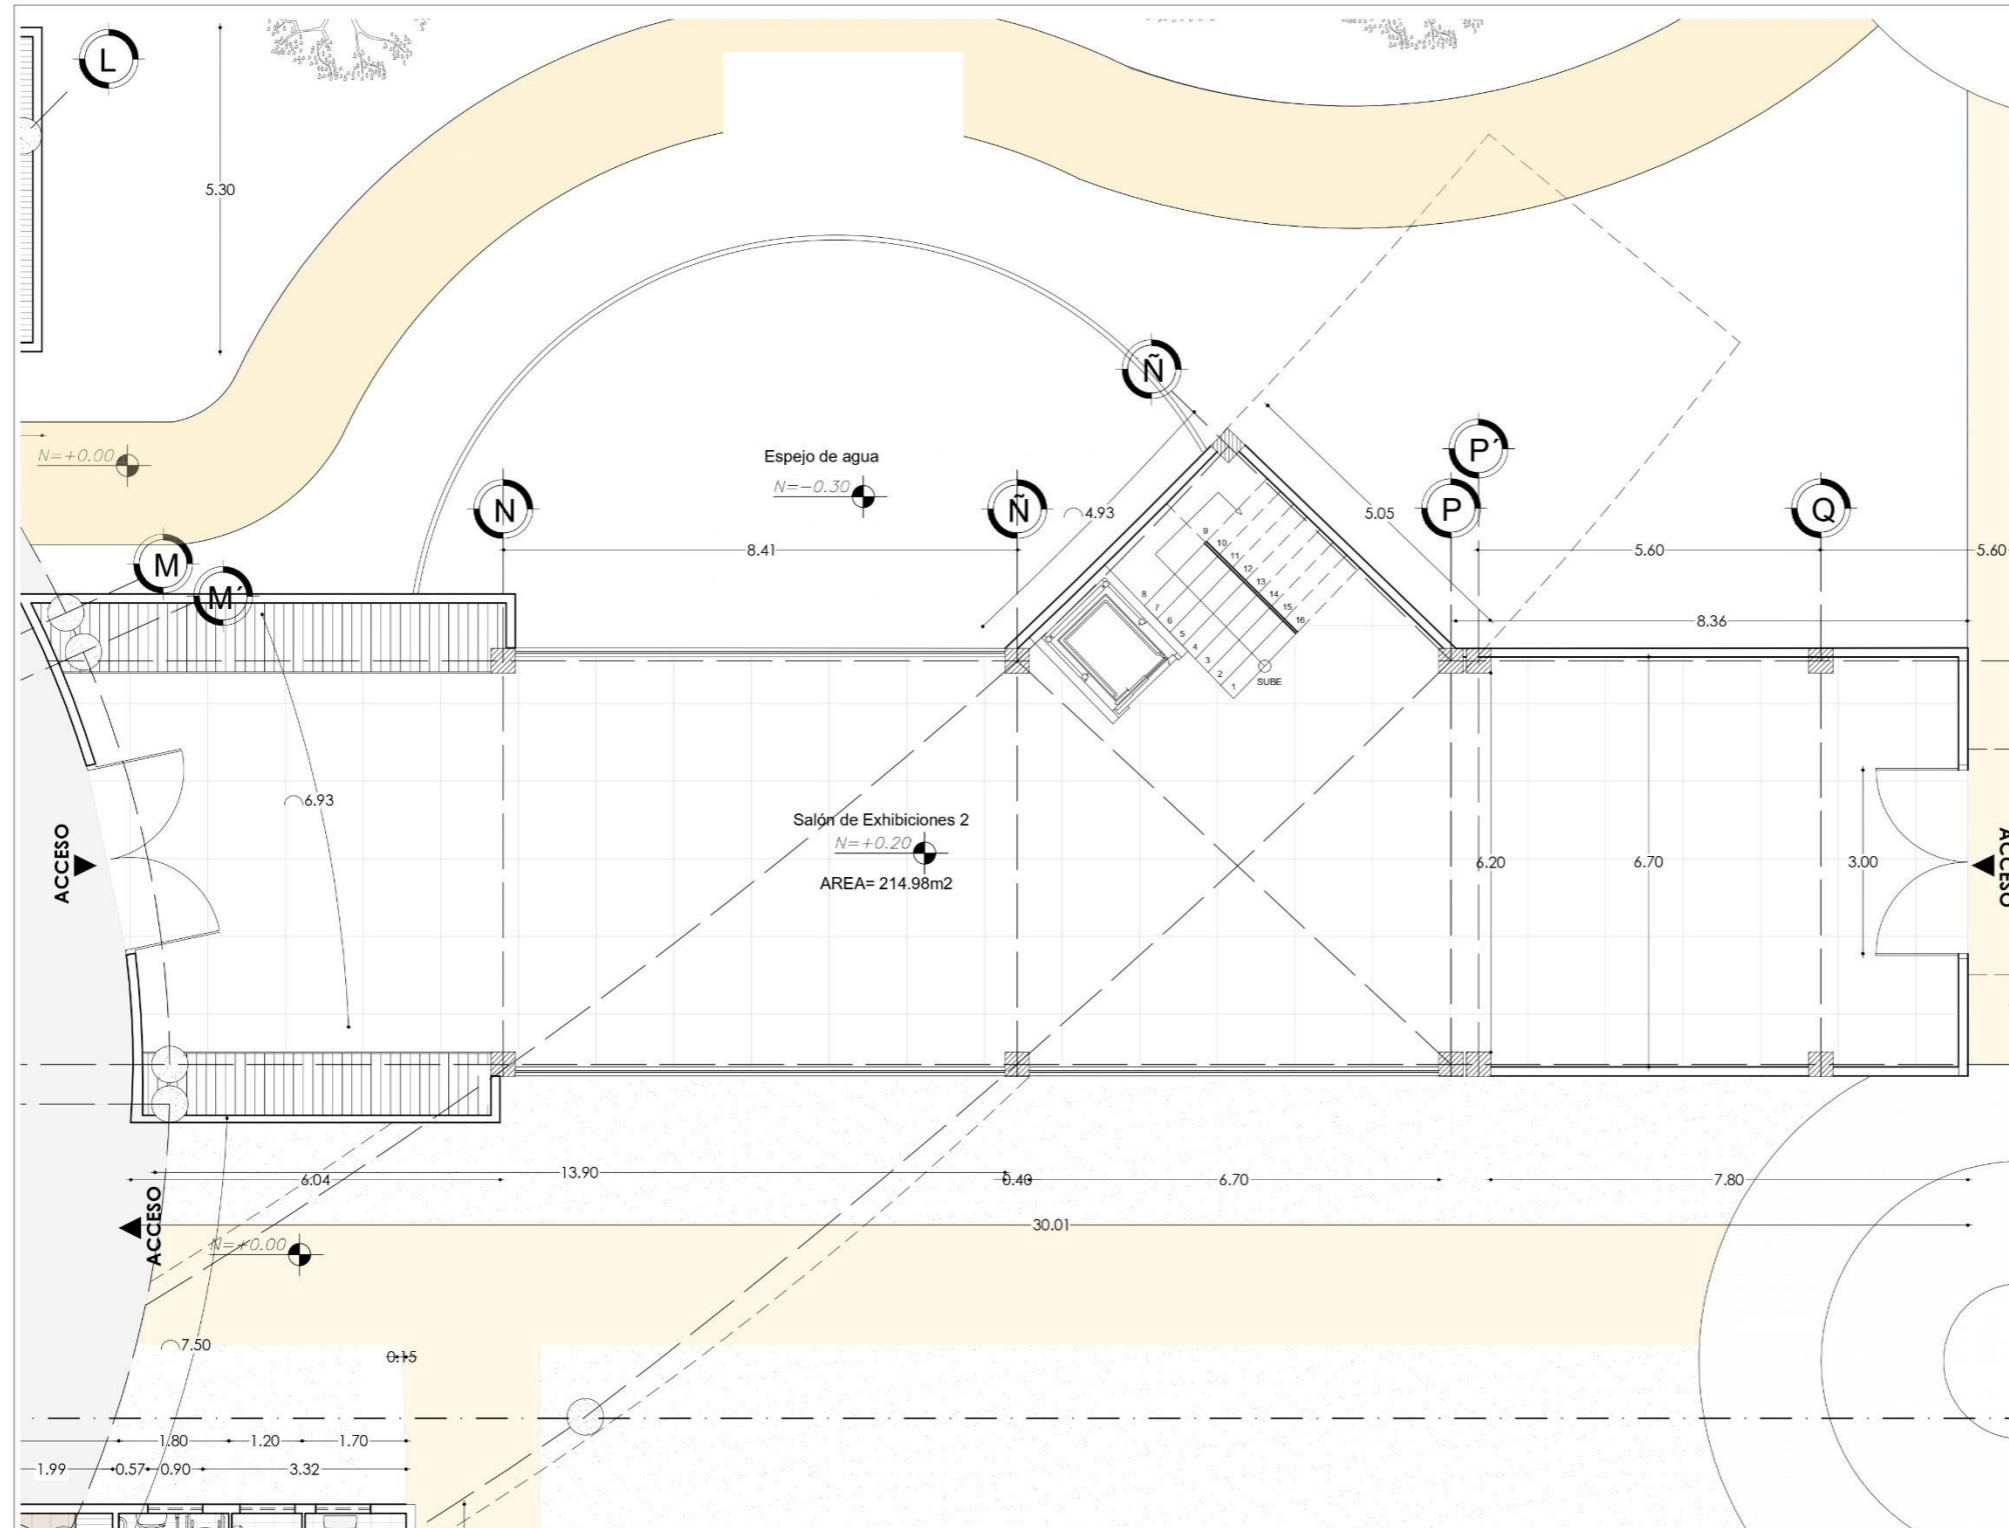 L
5.30
N=+0.00
Ñ
Espejo de agua
N=-0.30
P´
N
Ñ
4.93
5.05
P
Q
8.41
5.60
5.60
M
M´
9
10
11
12
13
14
15
16
8
7
6
5
4
3
2
1
SUBE
8.36
6.93
Salón de Exhibiciones 2
N=+0.20
AREA= 214.98m2
6.20
6.70
3.00
ACCESO
ACCESO
13.90
6.04
0.40
6.70
7.80
ACCESO
30.01
N=+0.00
7.50
0.15
1.80
1.20
1.70
1.99
0.57
0.90
3.32